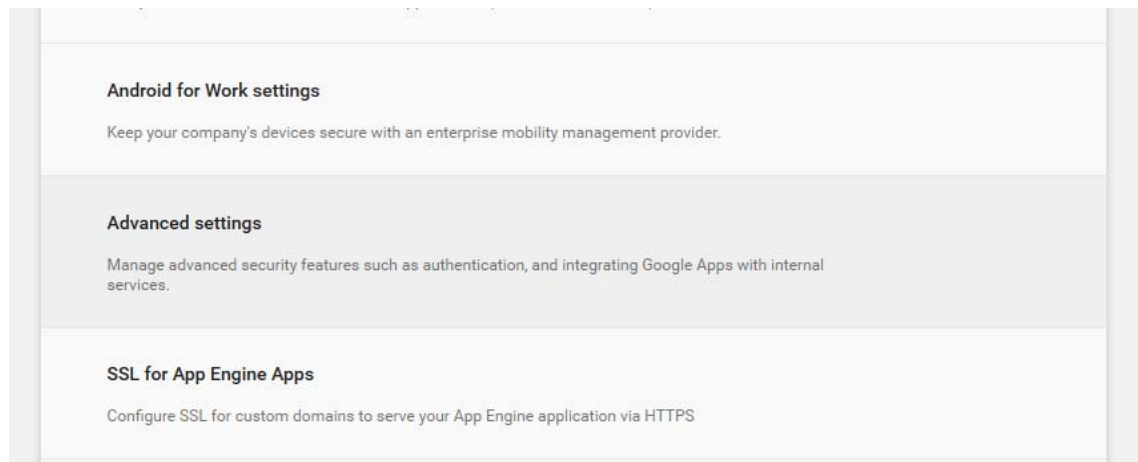 Android for Work settings
Keep your company's devices secure with an enterprise mobility management provider.
Advanced settings
Manage advanced security features such as authentication, and integrating Google Apps with internal
services.
SSL for App Engine Apps
Configure SSL for custom domains to serve your App Engine application via HTTPS